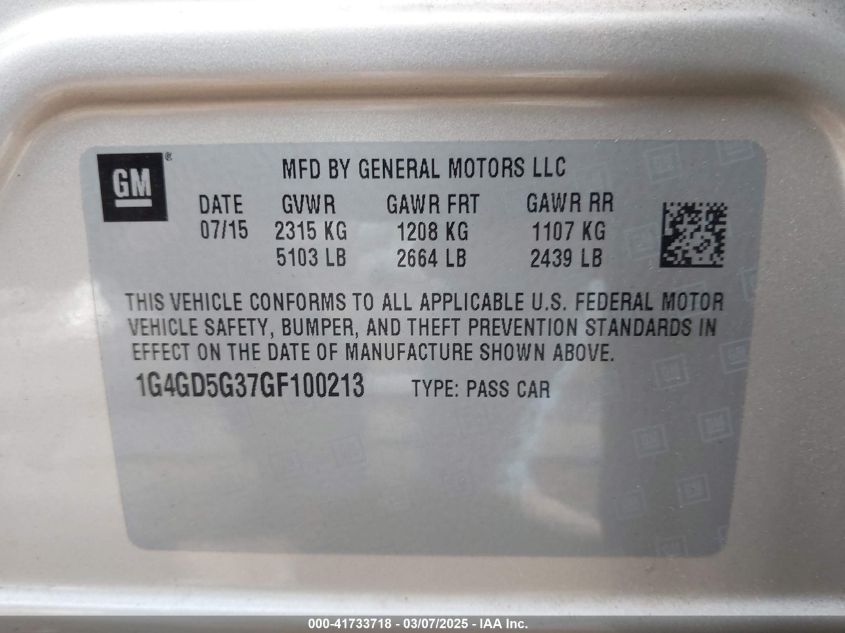 GM®
MFD BY GENERAL MOTORS LLC
DATE GVWR GAWR FRT GAWR RR
07/15 2315 KG 1208 KG 1107 KG
5103 LB 2664 LB 2439 LB
THIS VEHICLE CONFORMS TO ALL APPLICABLE U.S. FEDERAL MOTOR
VEHICLE SAFETY, BUMPER, AND THEFT PREVENTION STANDARDS IN
EFFECT ON THE DATE OF MANUFACTURE SHOWN ABOVE.
1G4GD5G37GF100213 TYPE: PASS CAR
000-41733718 - 03/07/2025 - IAA Inc.